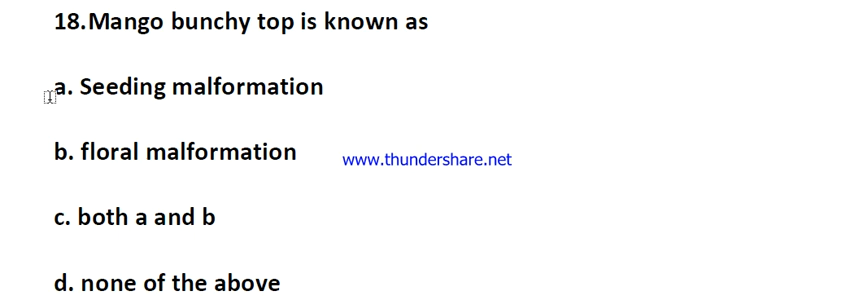 18.Mango bunchy top is known as
a. Seeding malformation
b. floral malformation
www.thundershare.net
c. both a and b
d. none of the above